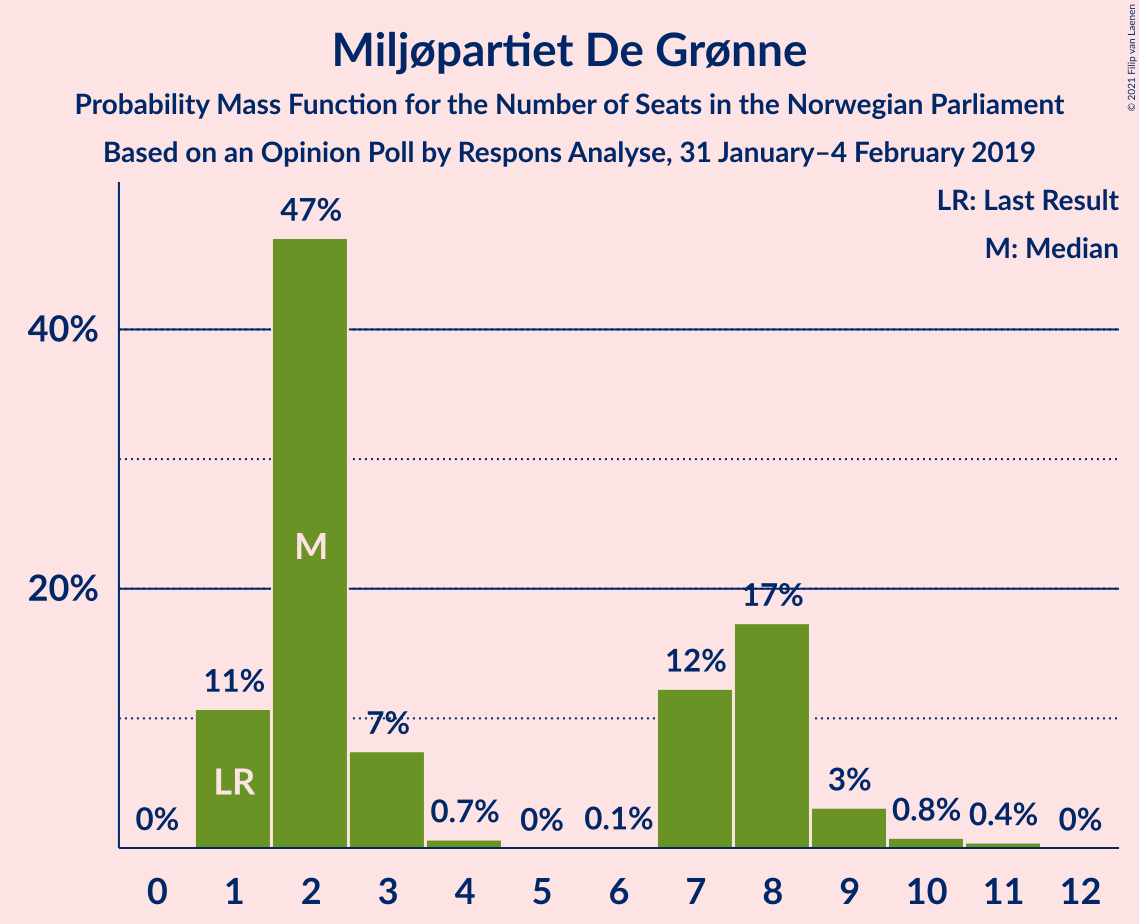 Miljøpartiet De Grønne
Probability Mass Function for the Number of Seats in the Norwegian Parliament
Based on an Opinion Poll by Respons Analyse, 31 January–4 February 2019
© 2021 Filip van Laenen
LR: Last Result
M: Median
47%
40%
M
20%
17%
12%
11%
7%
LR
3%
0% 0.7% 0% 0.1% 0.8% 0.4% 0%
0 1 2 3 4 5 6 7 8 9 10 11 12